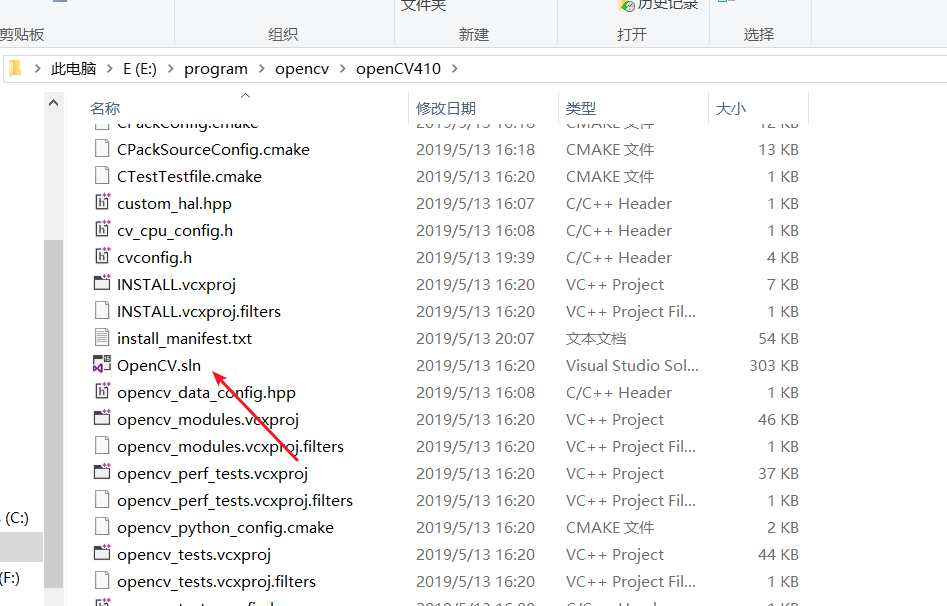 文件夹 历史记录
剪贴板 组织 新建 打开 选择
此电脑 E (E:) program opencv openCV410
名称 修改日期 类型 大小
CPackConfig.cmake 2019/5/13 16:18 CMAKE 文件 12 KB
CPackSourceConfig.cmake 2019/5/13 16:18 CMAKE 文件 13 KB
CTestTestfile.cmake 2019/5/13 16:20 CMAKE 文件 1 KB
custom_hal.hpp 2019/5/13 16:07 C/C++ Header 1 KB
cv_cpu_config.h 2019/5/13 16:08 C/C++ Header 1 KB
cvconfig.h 2019/5/13 19:39 C/C++ Header 4 KB
INSTALL.vcxproj 2019/5/13 16:20 VC++ Project 7 KB
INSTALL.vcxproj.filters 2019/5/13 16:20 VC++ Project Fil... 1 KB
install_manifest.txt 2019/5/13 20:07 文本文档 54 KB
OpenCV.sln 2019/5/13 16:20 Visual Studio Sol... 303 KB
opencv_data_config.hpp 2019/5/13 16:08 C/C++ Header 1 KB
opencv_modules.vcxproj 2019/5/13 16:20 VC++ Project 46 KB
opencv_modules.vcxproj.filters 2019/5/13 16:20 VC++ Project Fil... 1 KB
opencv_perf_tests.vcxproj 2019/5/13 16:20 VC++ Project 37 KB
opencv_perf_tests.vcxproj.filters 2019/5/13 16:20 VC++ Project Fil... 1 KB
(C:) opencv_python_config.cmake 2019/5/13 16:20 CMAKE 文件 2 KB
opencv_tests.vcxproj 2019/5/13 16:20 VC++ Project 44 KB
(F:) opencv_tests.vcxproj.filters 2019/5/13 16:20 VC++ Project Fil... 1 KB